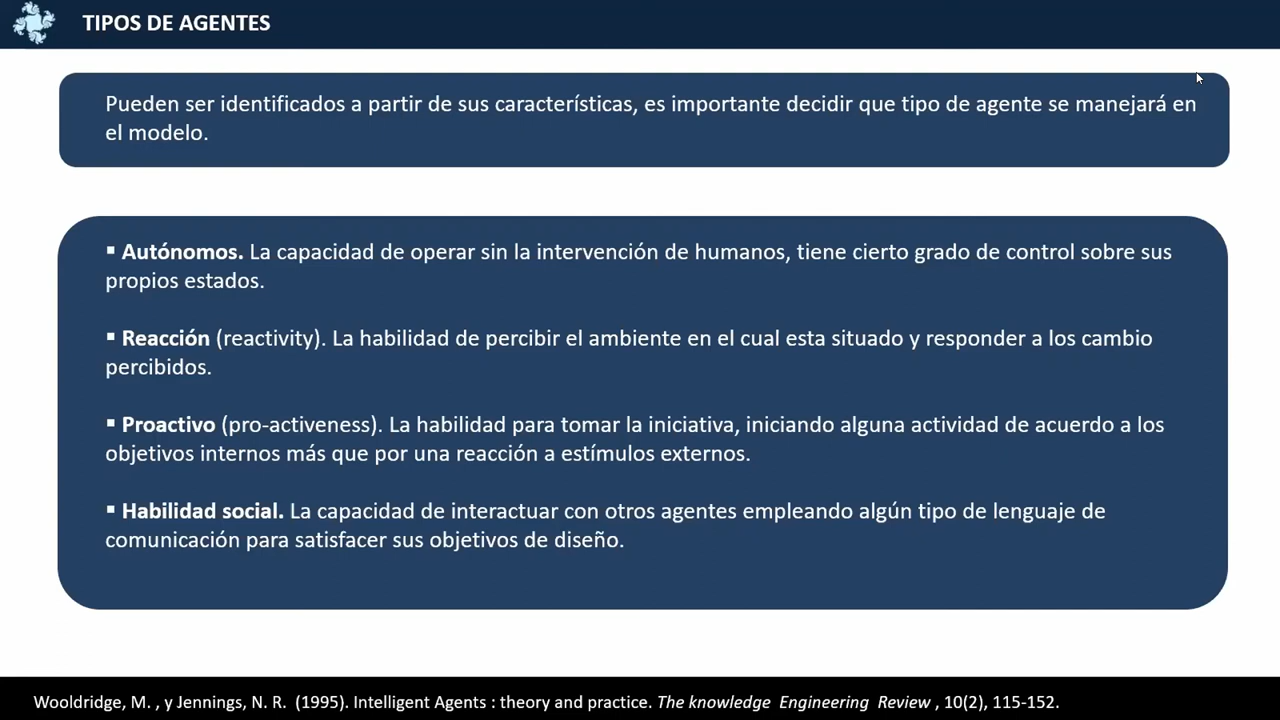 TIPOS DE AGENTES
Pueden ser identificados a partir de sus características, es importante decidir que tipo de agente se manejará en
el modelo.
▪ Autónomos. La capacidad de operar sin la intervención de humanos, tiene cierto grado de control sobre sus
propios estados.
▪ Reacción (reactivity). La habilidad de percibir el ambiente en el cual esta situado y responder a los cambio
percibidos.
▪ Proactivo (pro-activeness). La habilidad para tomar la iniciativa, iniciando alguna actividad de acuerdo a los
objetivos internos más que por una reacción a estímulos externos.
▪ Habilidad social. La capacidad de interactuar con otros agentes empleando algún tipo de lenguaje de
comunicación para satisfacer sus objetivos de diseño.
Wooldridge, M. , y Jennings, N. R. (1995). Intelligent Agents : theory and practice. The knowledge Engineering Review , 10(2), 115-152.